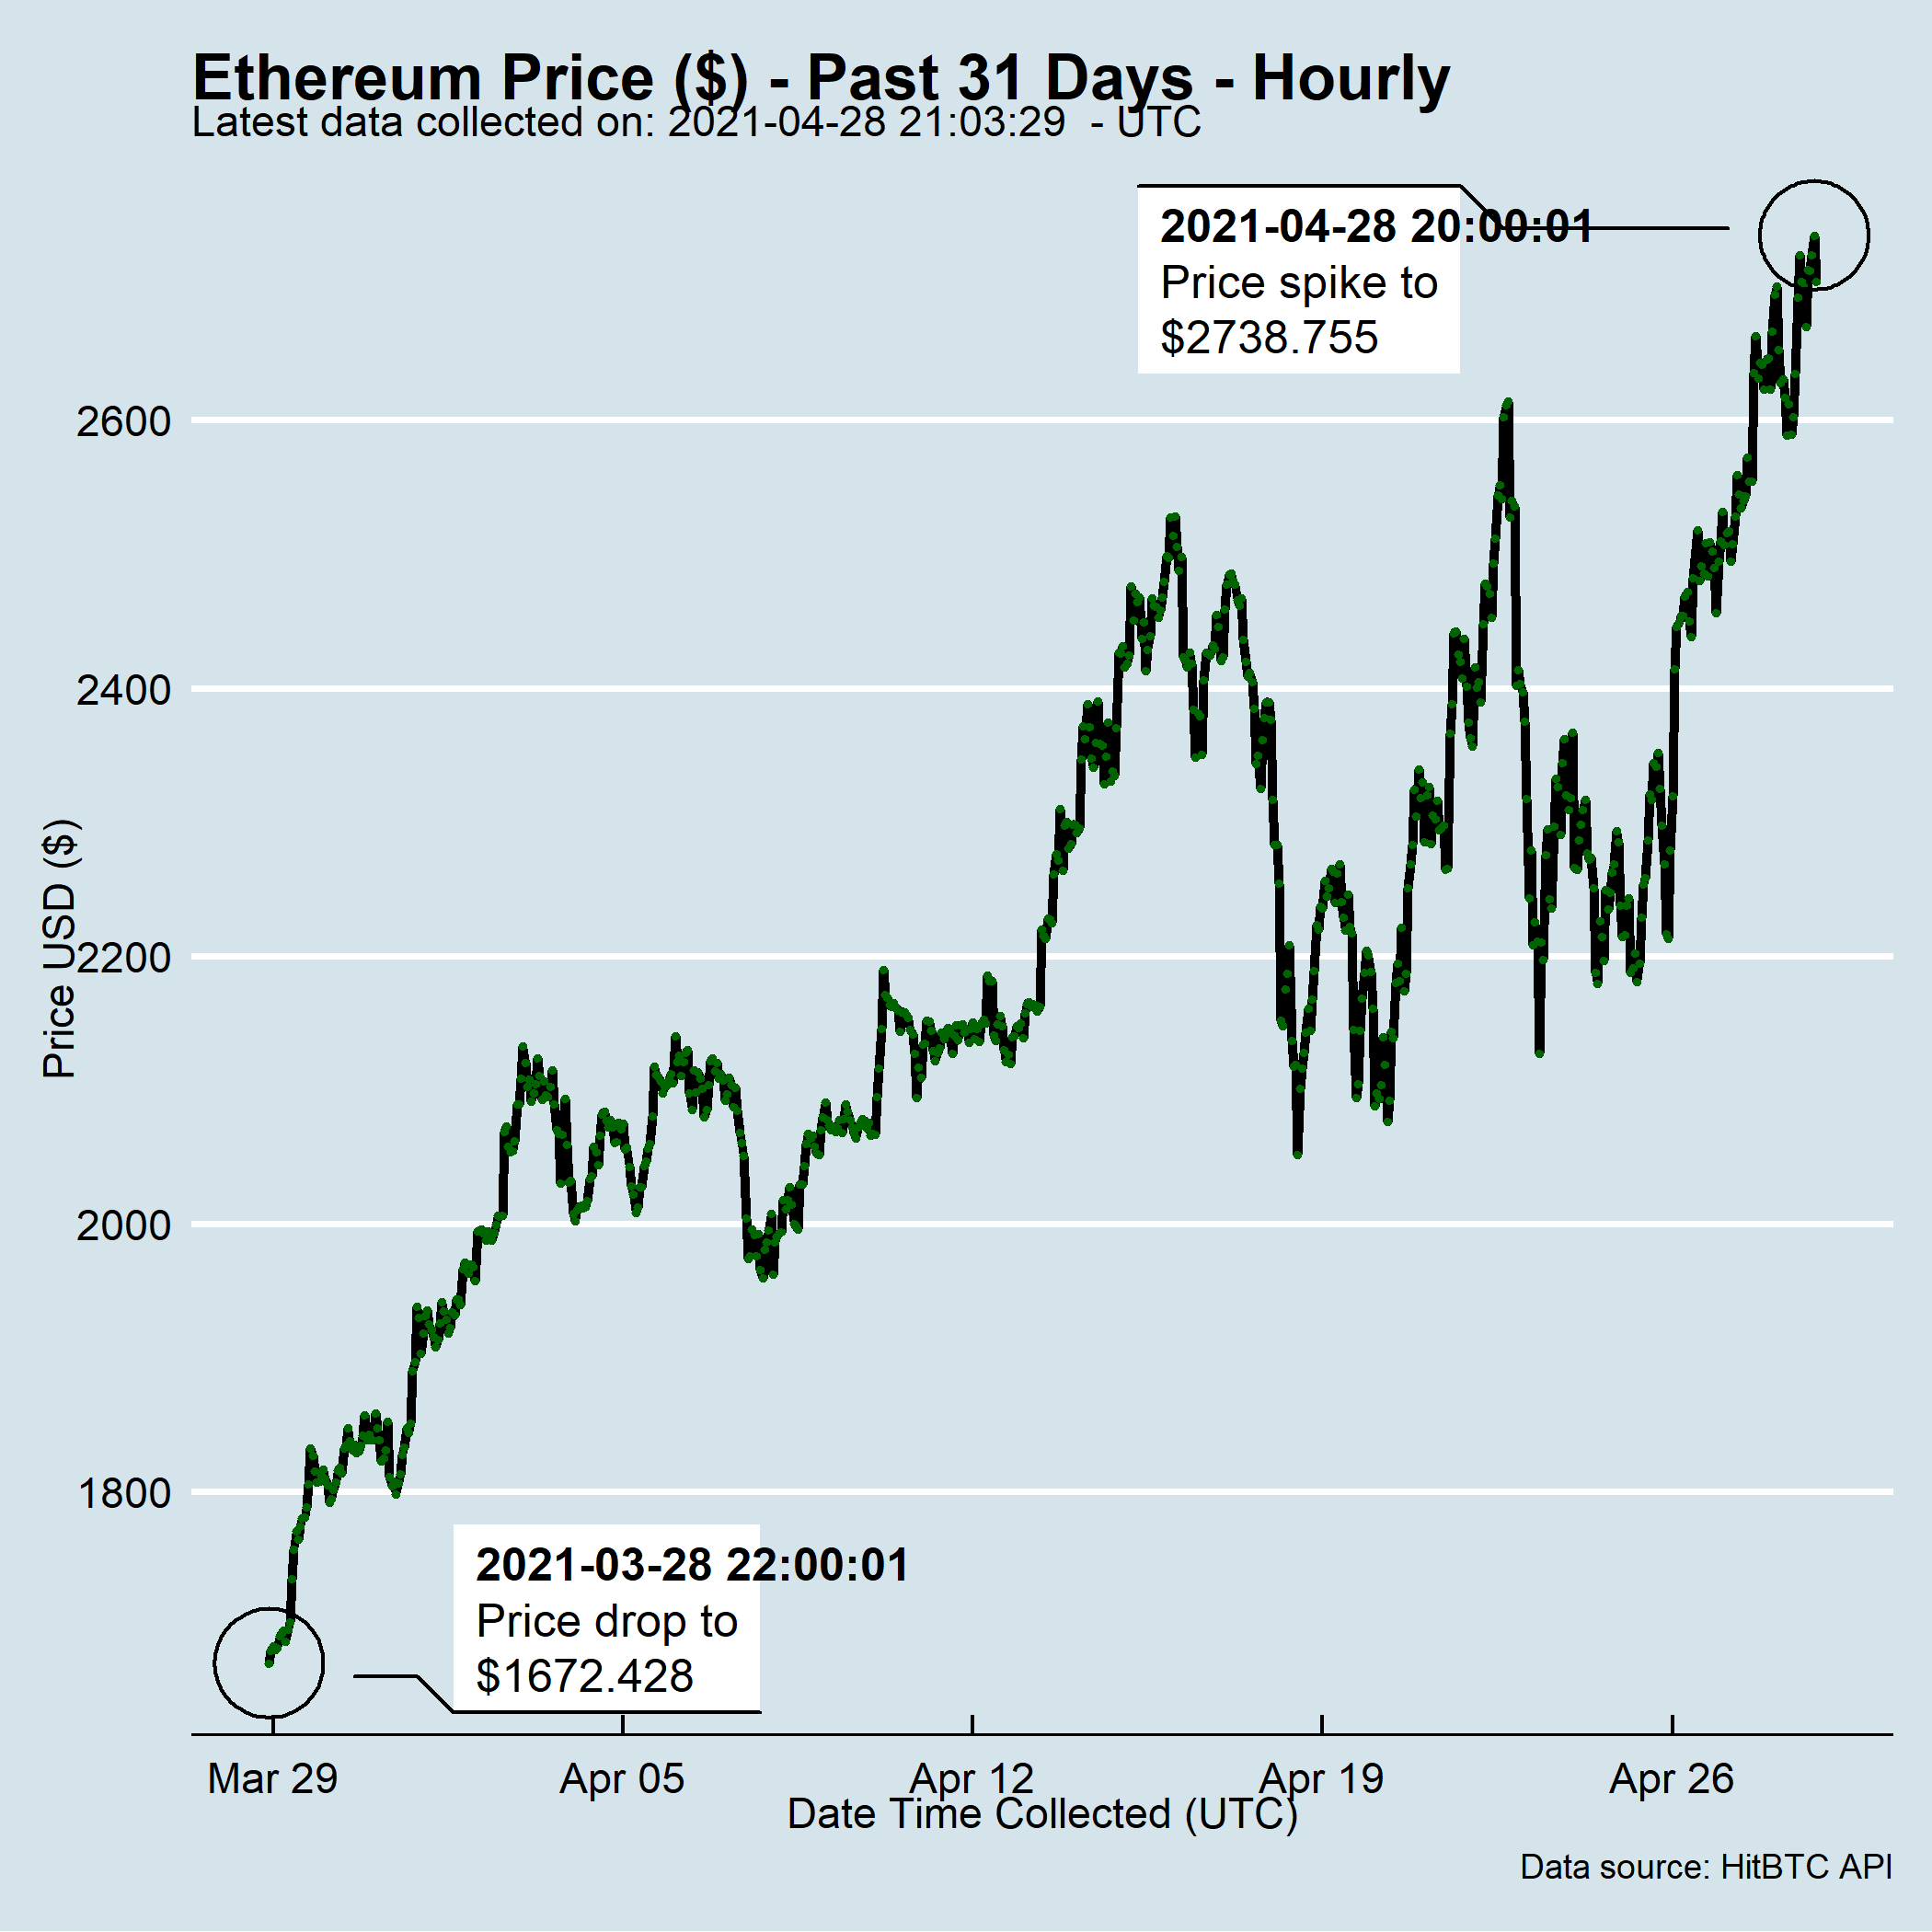 Ethereum Price ($) - Past 31 Days - Hourly
Latest data collected on: 2021-04-28 21:03:29  - UTC
2021-04-28 20:00:01
Price spike to
$2738.755
Price USD ($)
2600
2400
2200
2000
1800
2021-03-28 22:00:01
Price drop to
$1672.428
Mar 29
Apr 05
Apr 12
Apr 19
Apr 26
Date Time Collected (UTC)
Data source: HitBTC API